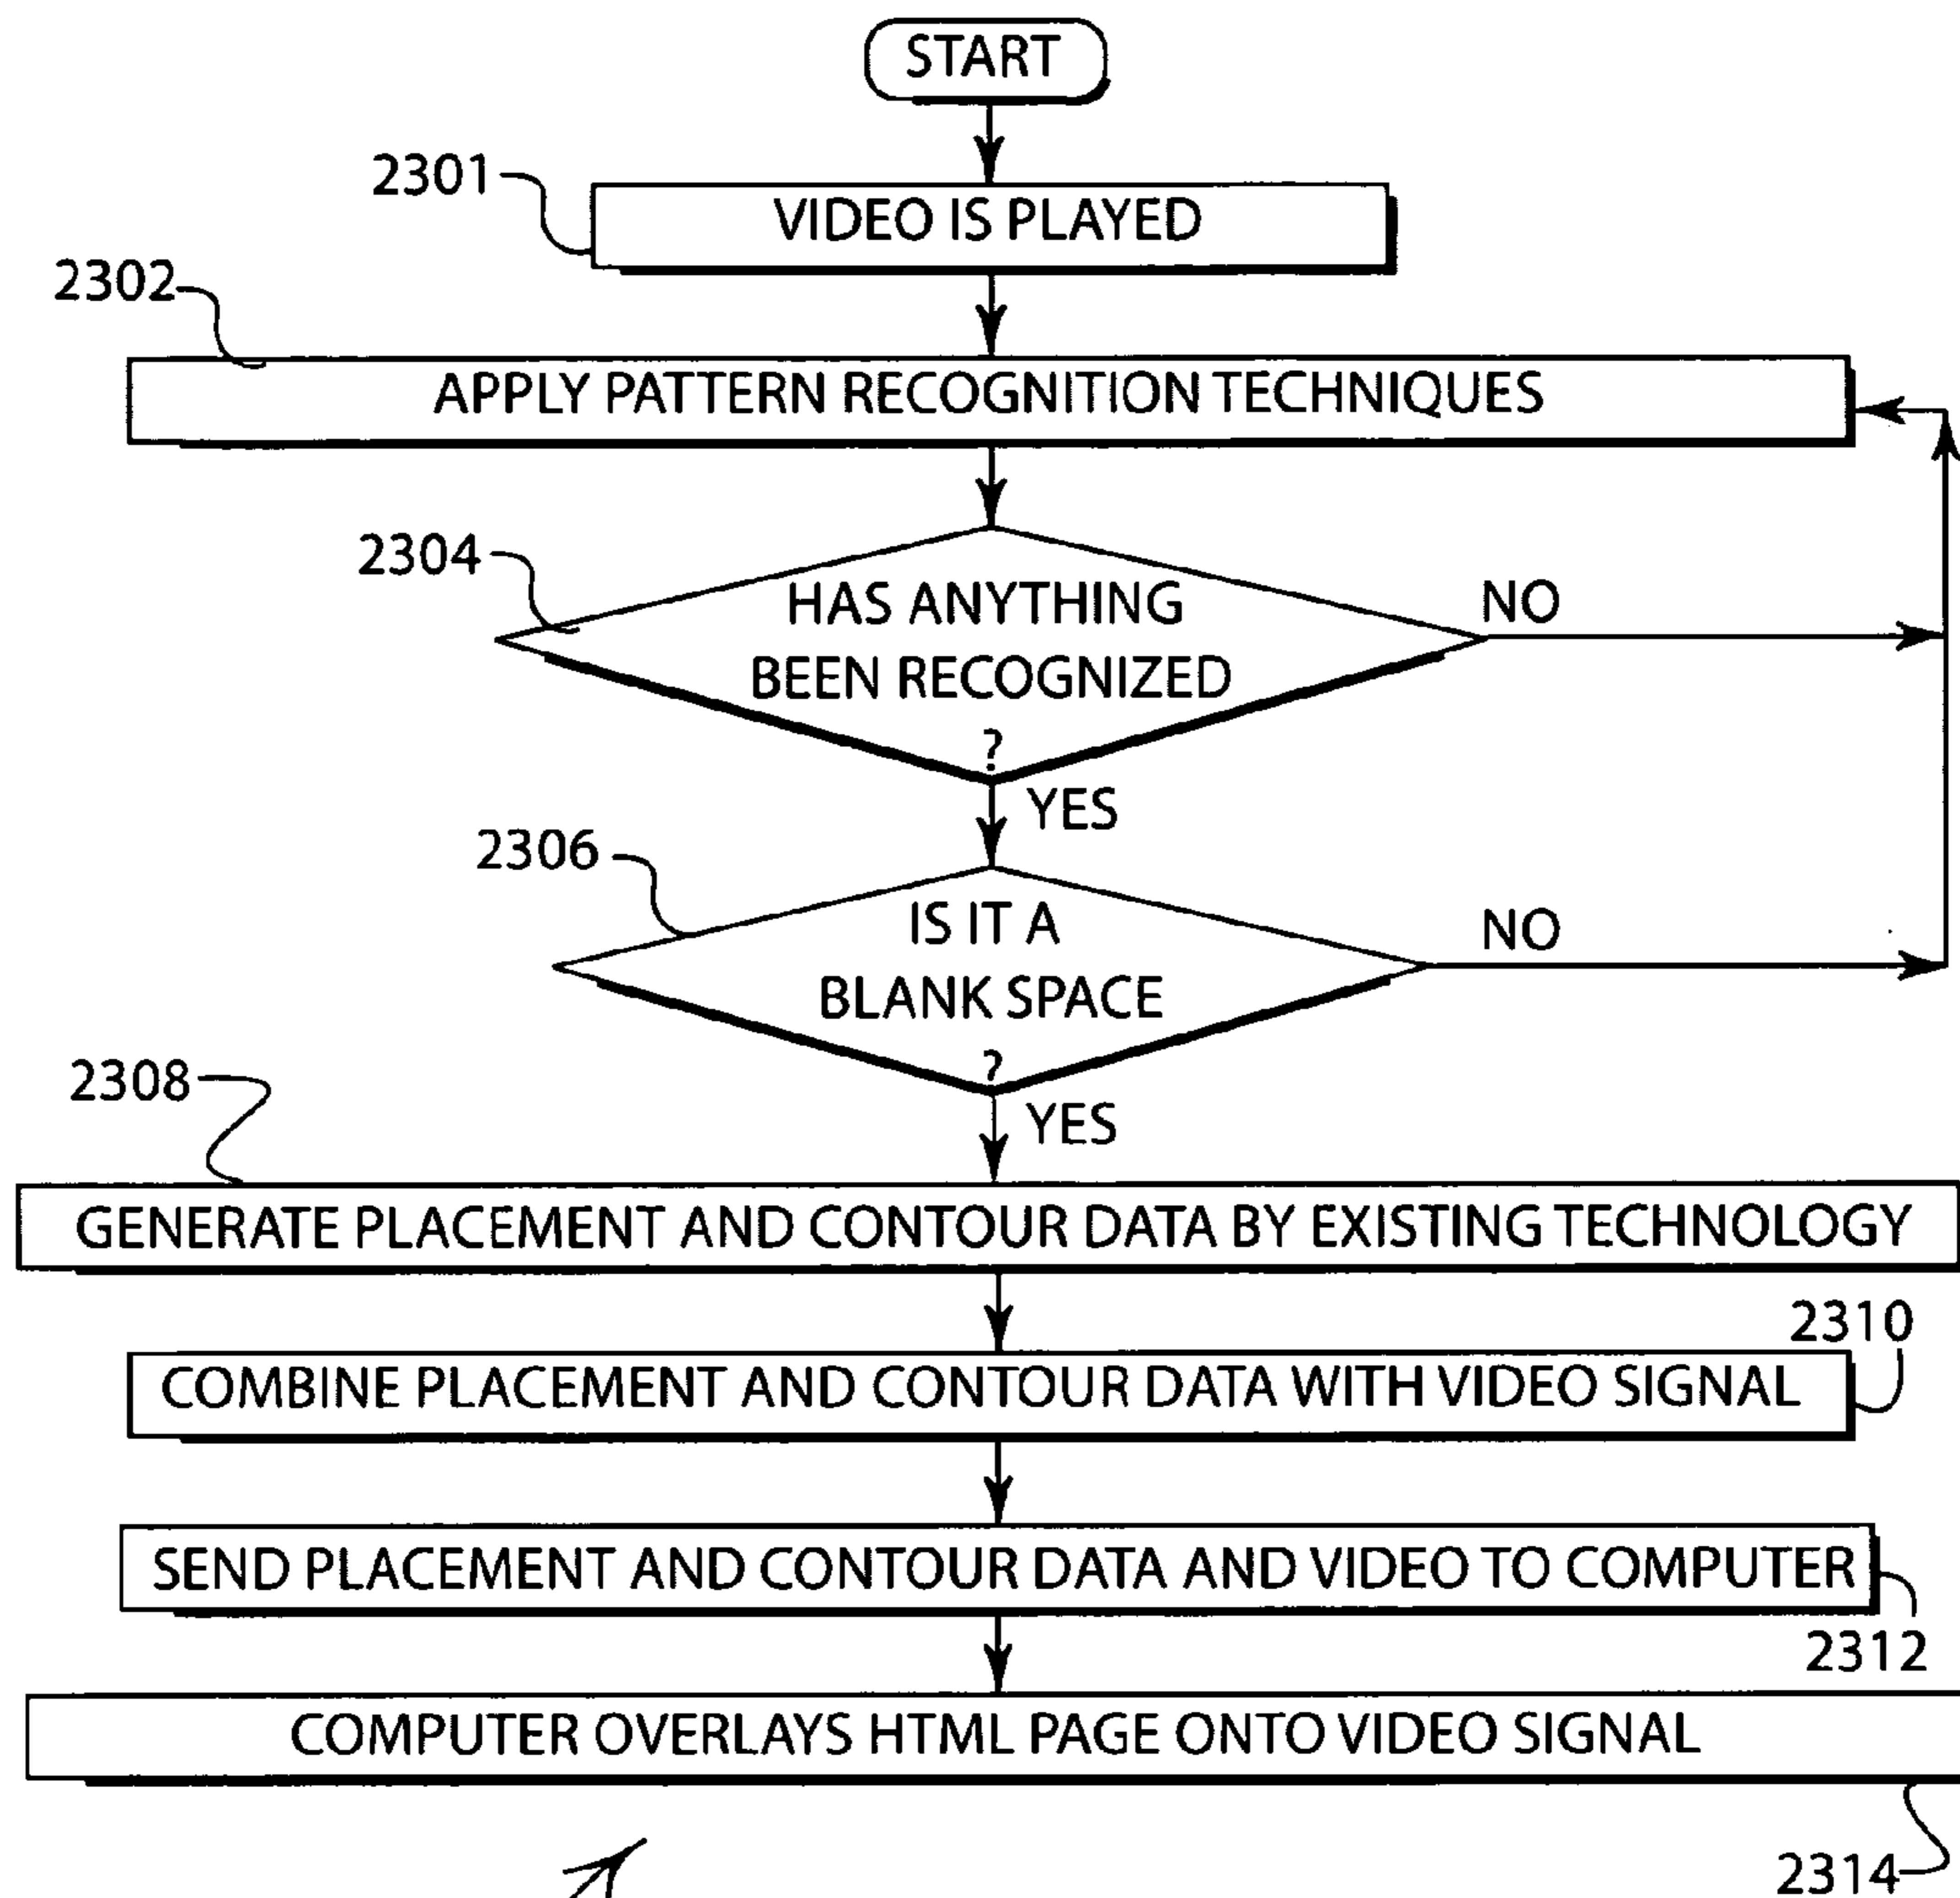 START
2301
VIDEO IS PLAYED
2302
APPLY PATTERN RECOGNITION TECHNIQUES
2304
HAS ANYTHING
BEEN RECOGNIZED
?
NO
YES
2306
IS IT A
BLANK SPACE
?
NO
YES
2308
GENERATE PLACEMENT AND CONTOUR DATA BY EXISTING TECHNOLOGY
2310
COMBINE PLACEMENT AND CONTOUR DATA WITH VIDEO SIGNAL
SEND PLACEMENT AND CONTOUR DATA AND VIDEO TO COMPUTER
2312
COMPUTER OVERLAYS HTML PAGE ONTO VIDEO SIGNAL
2314